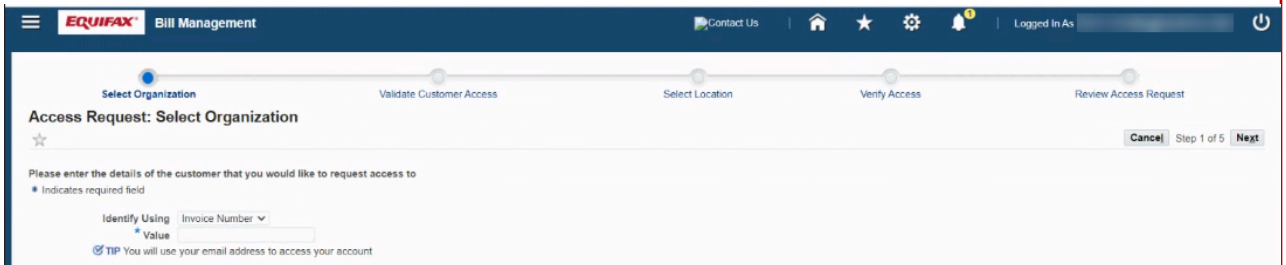 EQUIFAX® Bill Management Contact Us 1 Logged In As
Select Organization Validate Customer Access Select Location Verify Access Review Access Request
Access Request: Select Organization
Cancel Step 1 of 5 Next
Please enter the details of the customer that you would like to request access to
* Indicates required field
Identify Using Invoice Number
* Value
TIP You will use your email address to access your account